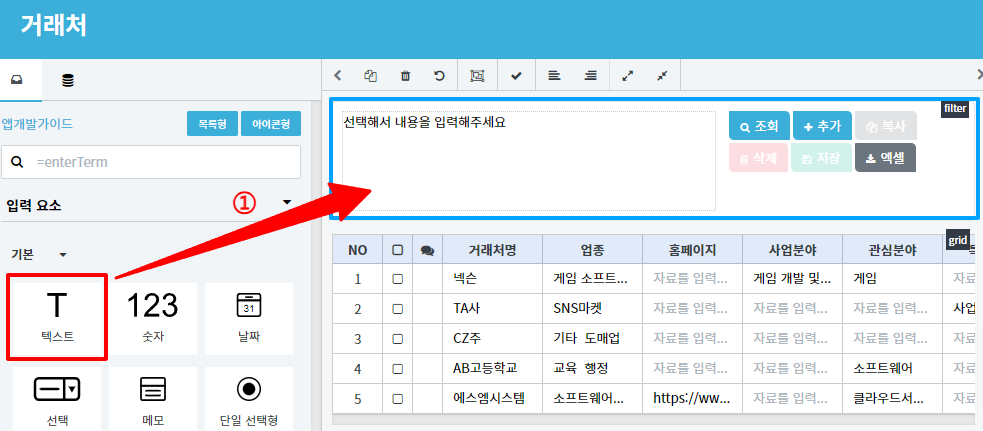 거래처
앱개발가이드 목록형 아이콘형
=enterTerm
입력 요소
①
기본
T
텍스트
123
숫자
31
날짜
선택
메모
단일 선택형
filter
선택해서 내용을 입력해주세요
조회 추가 복사
삭제 저장 엑셀
grid
NO 거래처명 업종 홈페이지 사업분야 관심분야
1 넥슨 게임 소프트... 자료를 입력... 게임 개발 및... 게임 자료
2 TA사 SNS마켓 자료를 입력... 자료를 입력... 자료를 입력... 사업
3 CZ주 기타 도매업 자료를 입력... 자료를 입력... 자료를 입력... 자료
4 AB고등학교 교육 행정 자료를 입력... 자료를 입력... 소프트웨어 자료
5 에스엠시스템 소프트웨어... https://ww... 자료를 입력... 클라우드서... 자료